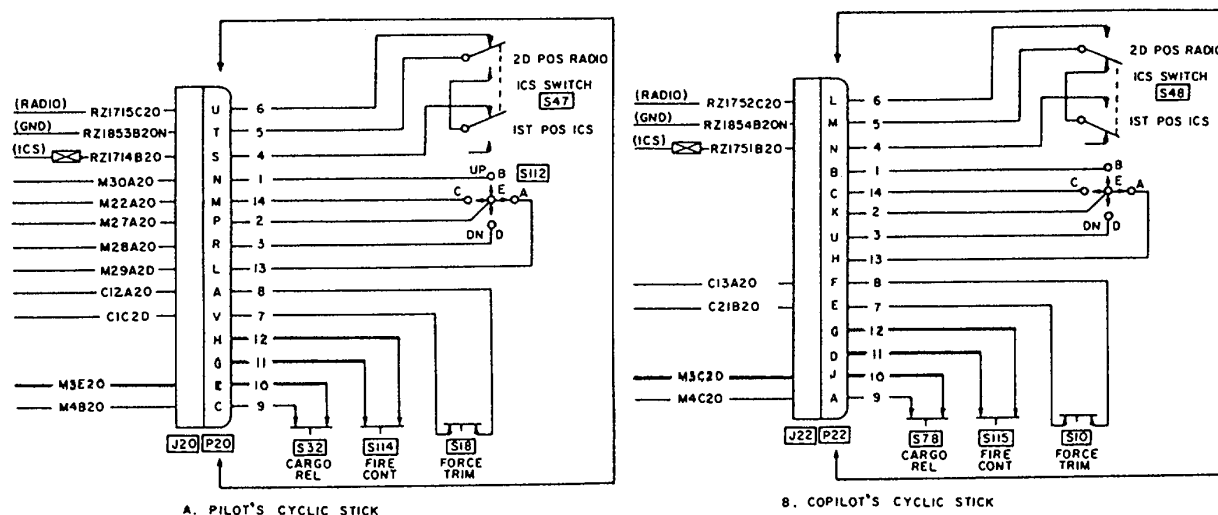 2D POS RADIO
ICS SWITCH
S47
1ST POS ICS
(RADIO) RZ1715C20 U 6
(GND) RZ1853B20N T 5
(ICS) RZ1714B20 S 4
M30A20 N 1 UP B S112
M22A20 M 14 C E A
M27A20 P 2
M28A20 R 3 DN D
M29A2D L 13
C12A20 A 8
C1C2D V 7
H 12
G 11
M3E20 E 10
M4B20 C 9
J20 P20 S32 S114 S18
CARGO REL FIRE CONT FORCE TRIM
A. PILOT'S CYCLIC STICK
2D POS RADIO
ICS SWITCH
S48
1ST POS ICS
(RADIO) RZ1752C20 L 6
(GND) RZ1854B20N M 5
(ICS) RZ1751B20 N 4
B 1 B
C 14 C E A
K 2
U 3 DN D
H 13
C13A20 F 8
C21B20 E 7
G 12
D 11
M3C2D J 10
M4C20 A 9
J22 P22 S78 S115 S10
CARGO REL FIRE CONT FORCE TRIM
B. COPILOT'S CYCLIC STICK